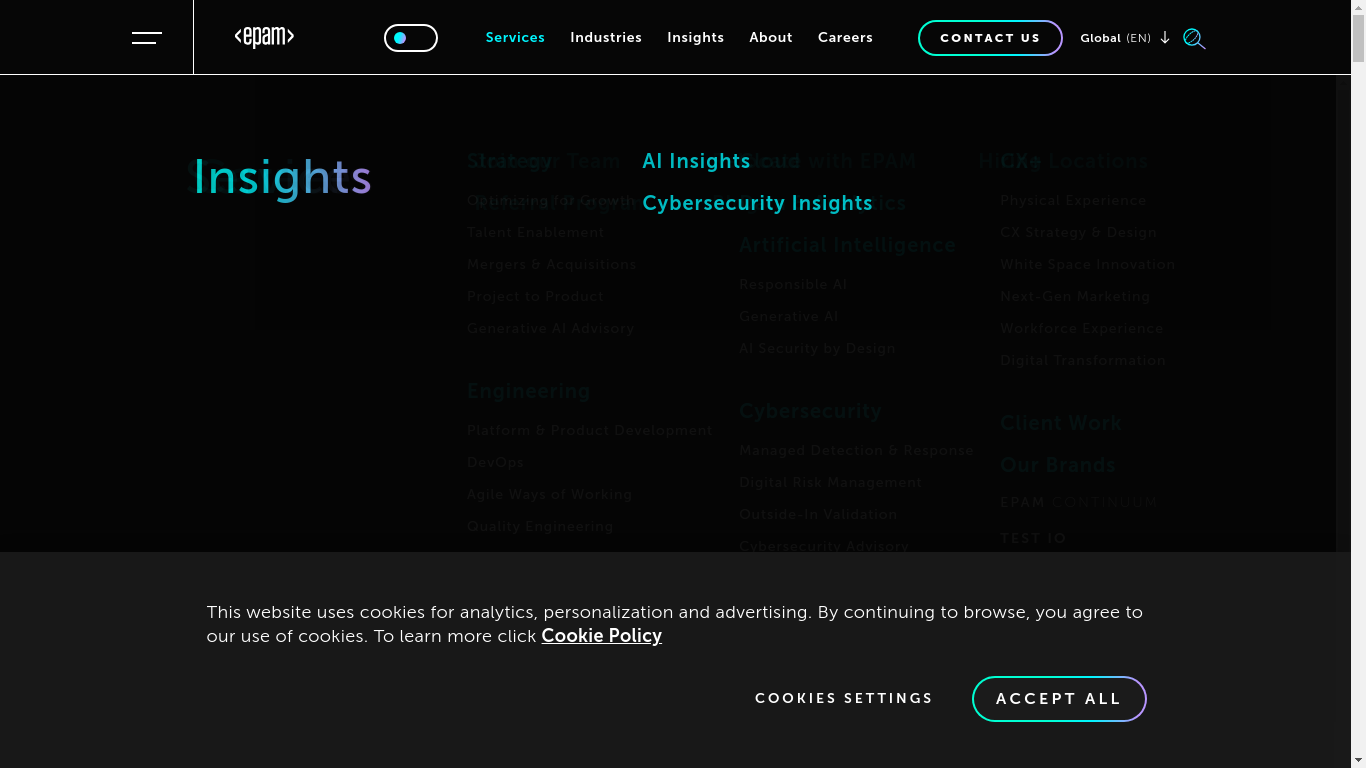 <epam>
Services
Industries
Insights
About
Careers
CONTACT US
Global (EN)
Insights
AI Insights
Cybersecurity Insights
Strategy
Optimizing for Growth
Talent Enablement
Mergers & Acquisitions
Project to Product
Generative AI Advisory
Engineering
Platform & Product Development
DevOps
Agile Ways of Working
Quality Engineering
Artificial Intelligence
Responsible AI
Generative AI
AI Security by Design
Cybersecurity
Managed Detection & Response
Digital Risk Management
Outside-In Validation
Cybersecurity Advisory
Physical Experience
CX Strategy & Design
White Space Innovation
Next-Gen Marketing
Workforce Experience
Digital Transformation
Client Work
Our Brands
EPAM CONTINUUM
TEST IO
This website uses cookies for analytics, personalization and advertising. By continuing to browse, you agree to
our use of cookies. To learn more click Cookie Policy
COOKIES SETTINGS
ACCEPT ALL